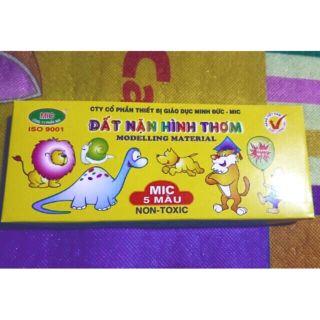 MIC
ISO 9001
CTY CỔ PHẦN THIẾT BỊ GIÁO DỤC MINH ĐỨC - MIC
ĐẤT NẶN HÌNH THƠM
MODELLING MATERIAL
MIC
5 MÀU
NON-TOXIC